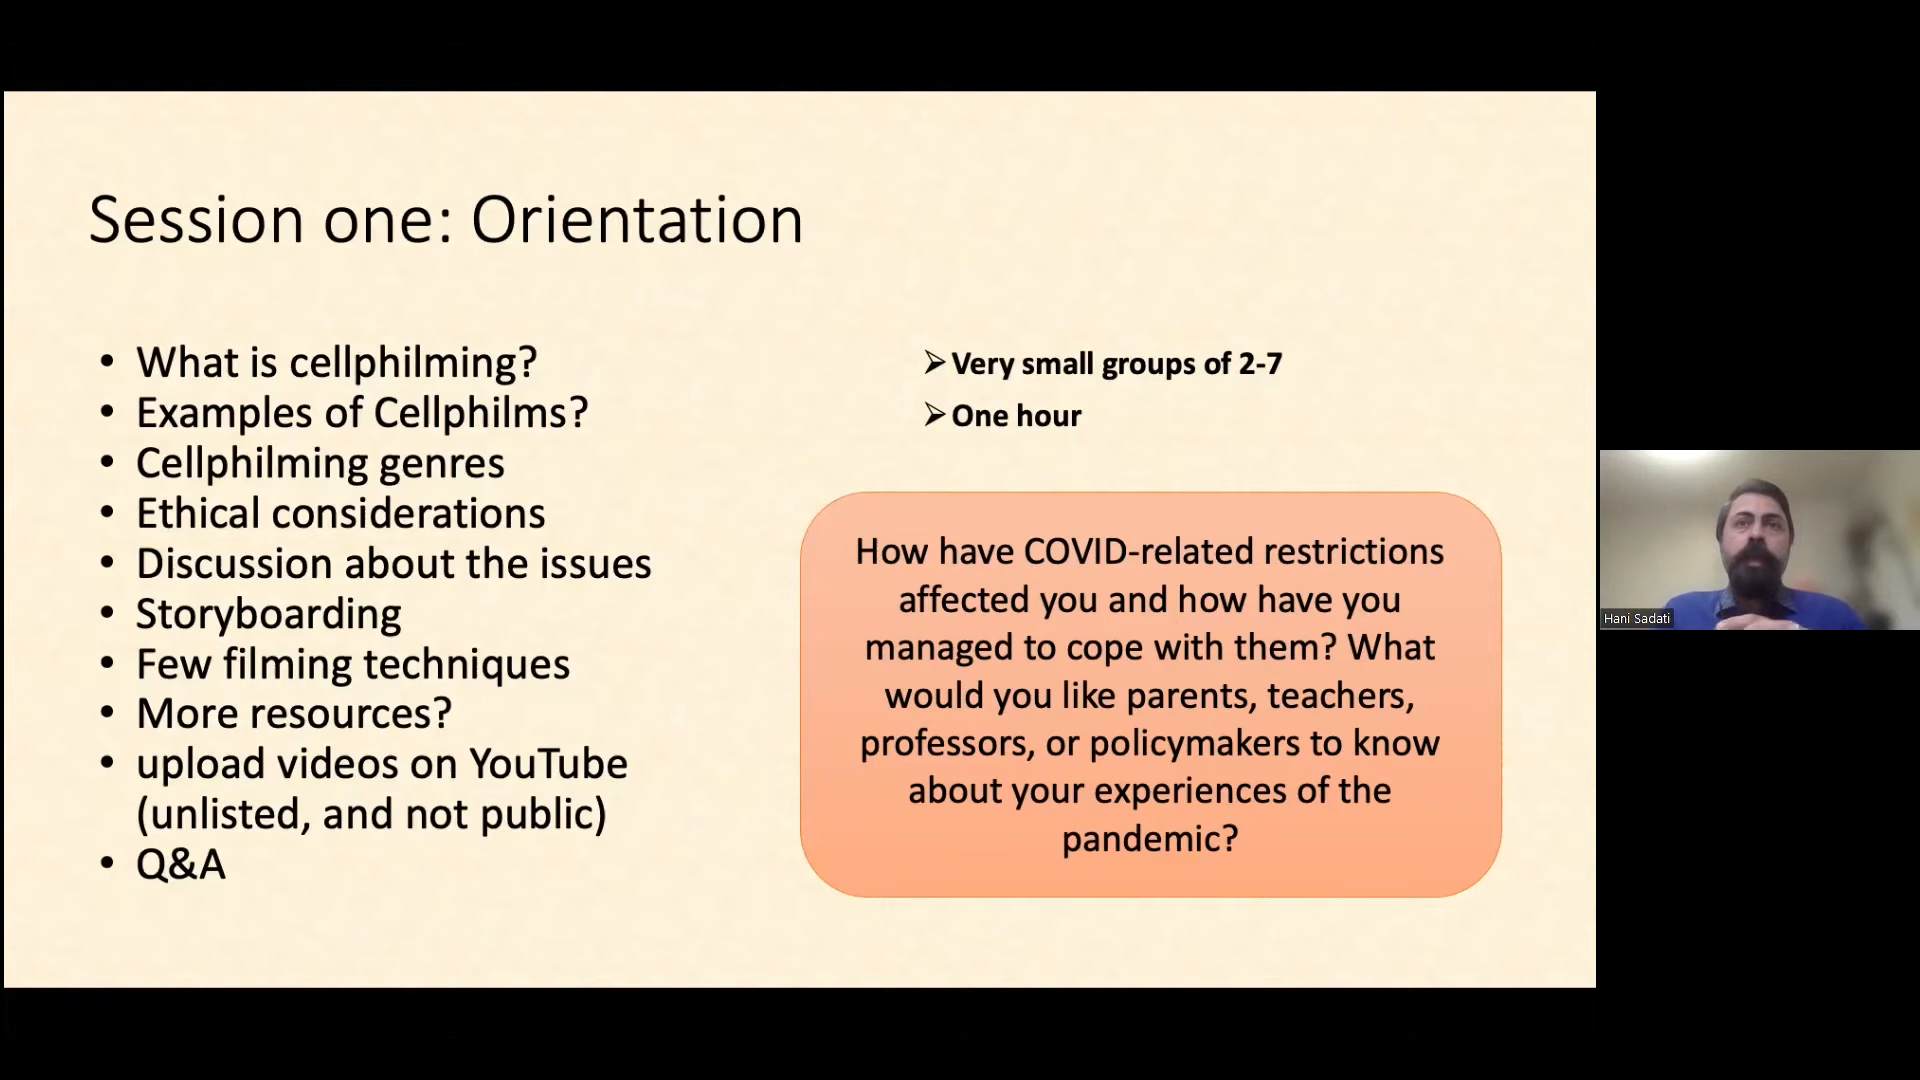 Session one: Orientation
• What is cellphilming?
• Examples of Cellphilms?
• Cellphilming genres
• Ethical considerations
• Discussion about the issues
• Storyboarding
• Few filming techniques
• More resources?
• upload videos on YouTube
(unlisted, and not public)
• Q&A
➢ Very small groups of 2-7
➢ One hour
How have COVID-related restrictions
affected you and how have you
managed to cope with them? What
would you like parents, teachers,
professors, or policymakers to know
about your experiences of the
pandemic?
Hani Sadati